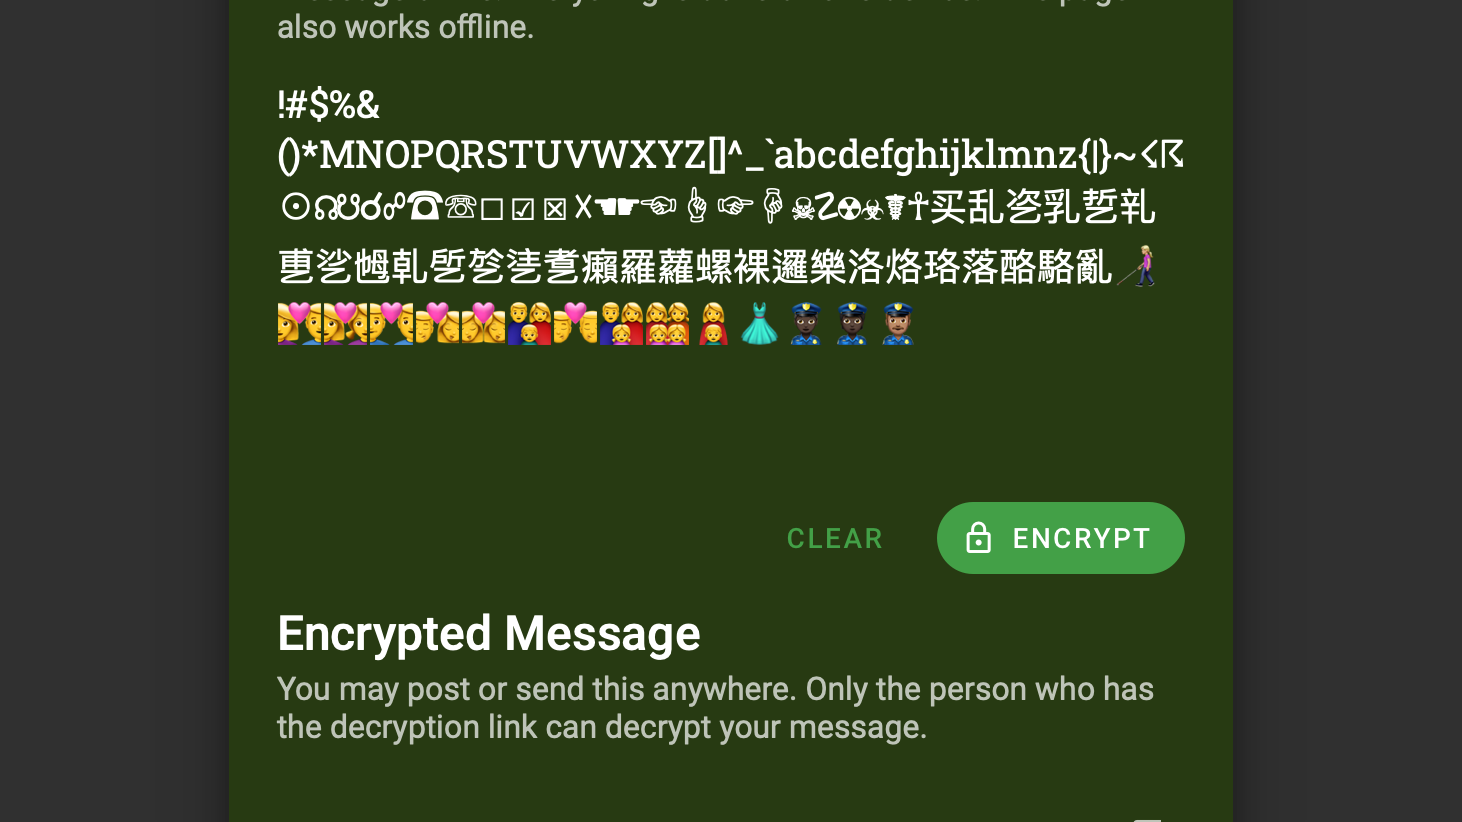 also works offline.
!#$%&
()*MNOPQRSTUVWXYZ[]^_`abcdefghijklmnz{|}~☇☈
☉☊☋☌☍☎☏☐☑☒☓☚☛☜☝☞☟☠☡☢☣☤☥买乱乲乳乴乵
乶乷乸乹乺乻乼乽癩羅蘿螺裸邏樂洛烙珞落酪駱亂
CLEAR
ENCRYPT
Encrypted Message
You may post or send this anywhere. Only the person who has
the decryption link can decrypt your message.